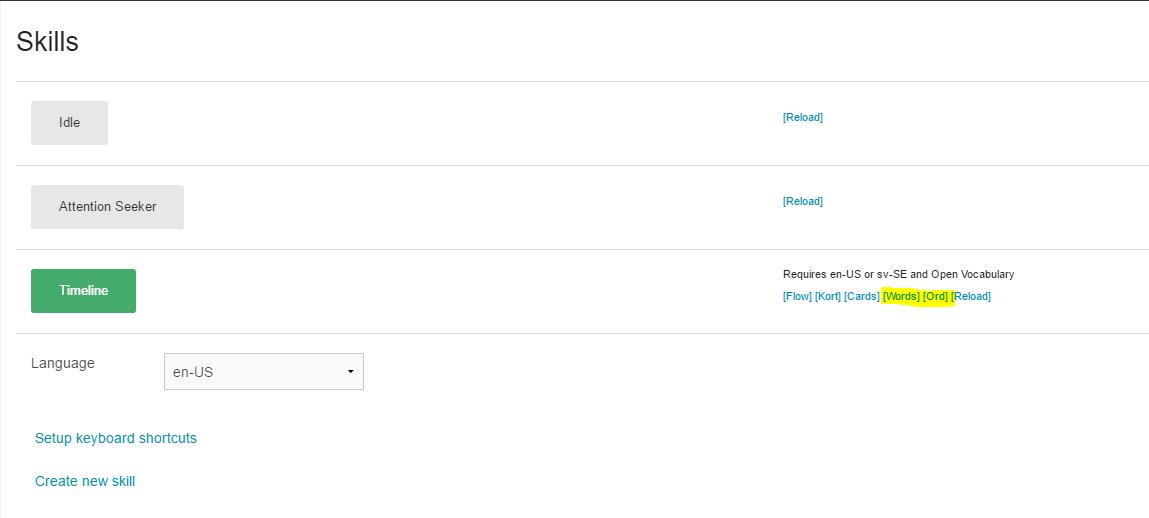 Skills
Idle
[Reload]
Attention Seeker
[Reload]
Timeline
Requires en-US or sv-SE and Open Vocabulary
[Flow] [Kort] [Cards] [Words] [Ord] [Reload]
Language
en-US
Setup keyboard shortcuts
Create new skill